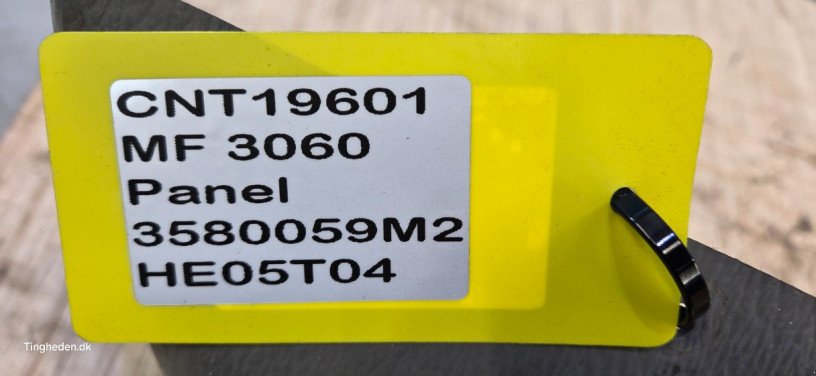 CNT19601
MF 3060
Panel
3580059M2
HE05T04
Tingheden.dk